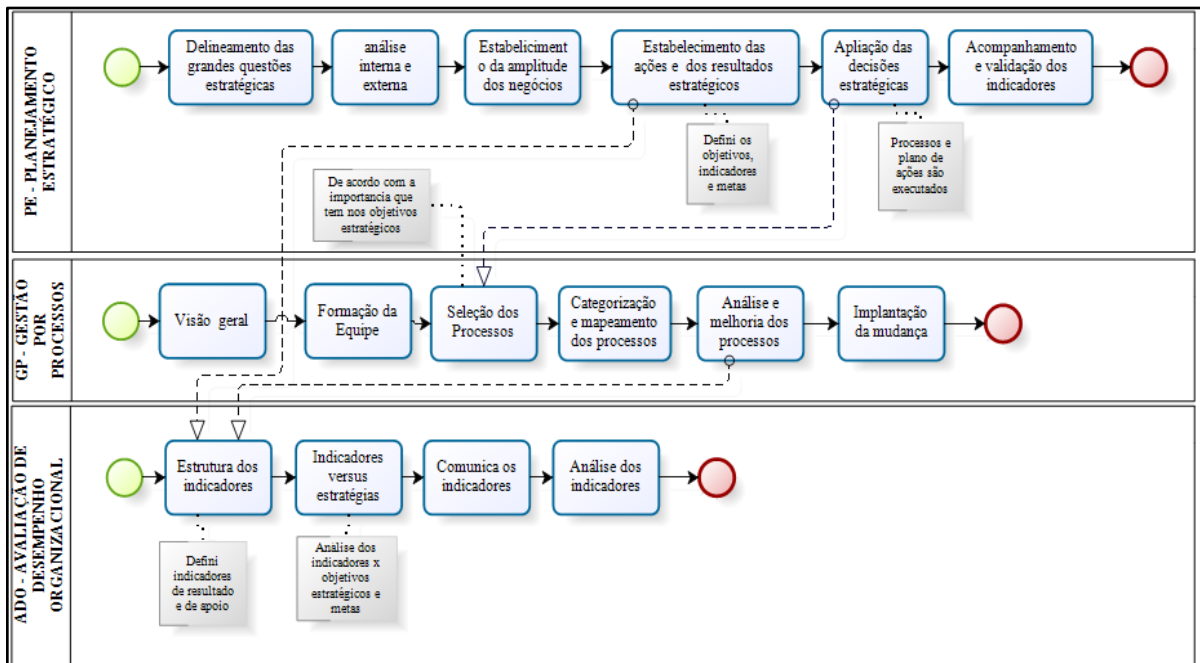 PE - PLANEJAMENTO
ESTRATÉGICO
Delineamento das
grandes questões
estratégicas
análise
interna e
externa
Estabeliciment
o da amplitude
dos negócios
Estabelecimento das
ações e dos resultados
estratégicos
Apliação das
decisões
estratégicas
Acompanhamento
e validação dos
indicadores
Defini os
objetivos,
indicadores
e metas
Processos e
plano de
ações são
executados
De acordo com a
importancia que
tem nos objetivos
estratégicos
GP - GESTÃO
POR
PROCESSOS
Visão geral
Formação da
Equipe
Seleção dos
Processos
Categorização
e mapeamento
dos processos
Análise e
melhoria dos
processos
Implantação
da mudança
ADO - AVALIAÇÃO DE
DESEMPENHO
ORGANIZACIONAL
Estrutura dos
indicadores
Indicadores
versus
estratégias
Comunica os
indicadores
Análise dos
indicadores
Defini
indicadores
de resultado
e de apoio
Análise dos
indicadores x
objetivos
estratégicos e
metas